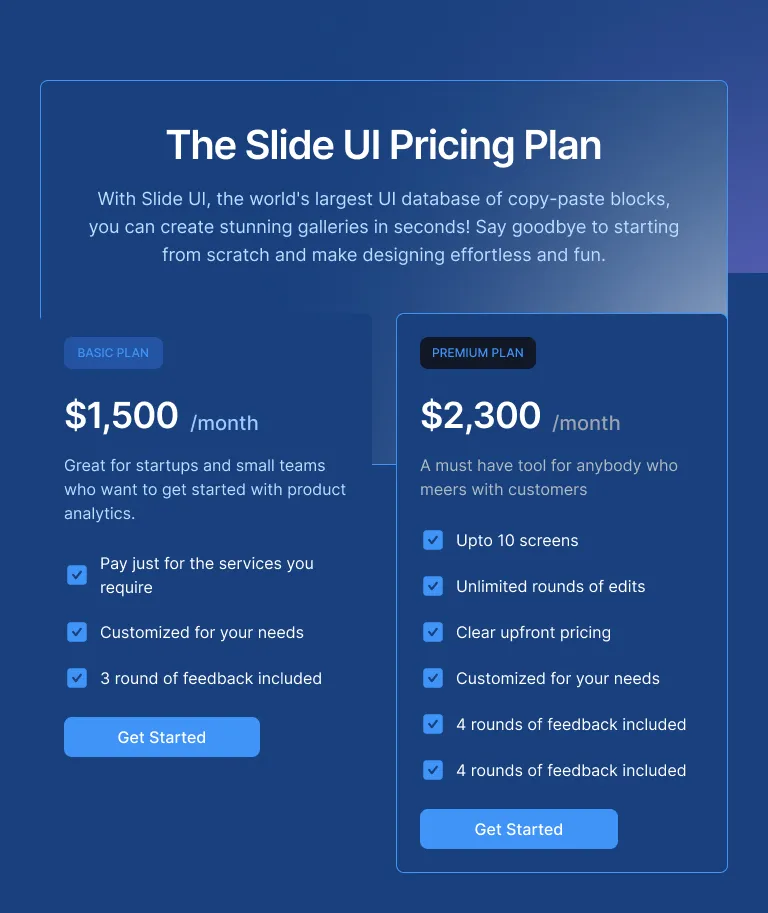 The Slide UI Pricing Plan
With Slide UI, the world's largest UI database of copy-paste blocks,
you can create stunning galleries in seconds! Say goodbye to starting
from scratch and make designing effortless and fun.
BASIC PLAN
$1,500 /month
Great for startups and small teams
who want to get started with product
analytics.
Pay just for the services you
require
Customized for your needs
3 round of feedback included
Get Started
PREMIUM PLAN
$2,300 /month
A must have tool for anybody who
meers with customers
Upto 10 screens
Unlimited rounds of edits
Clear upfront pricing
Customized for your needs
4 rounds of feedback included
4 rounds of feedback included
Get Started